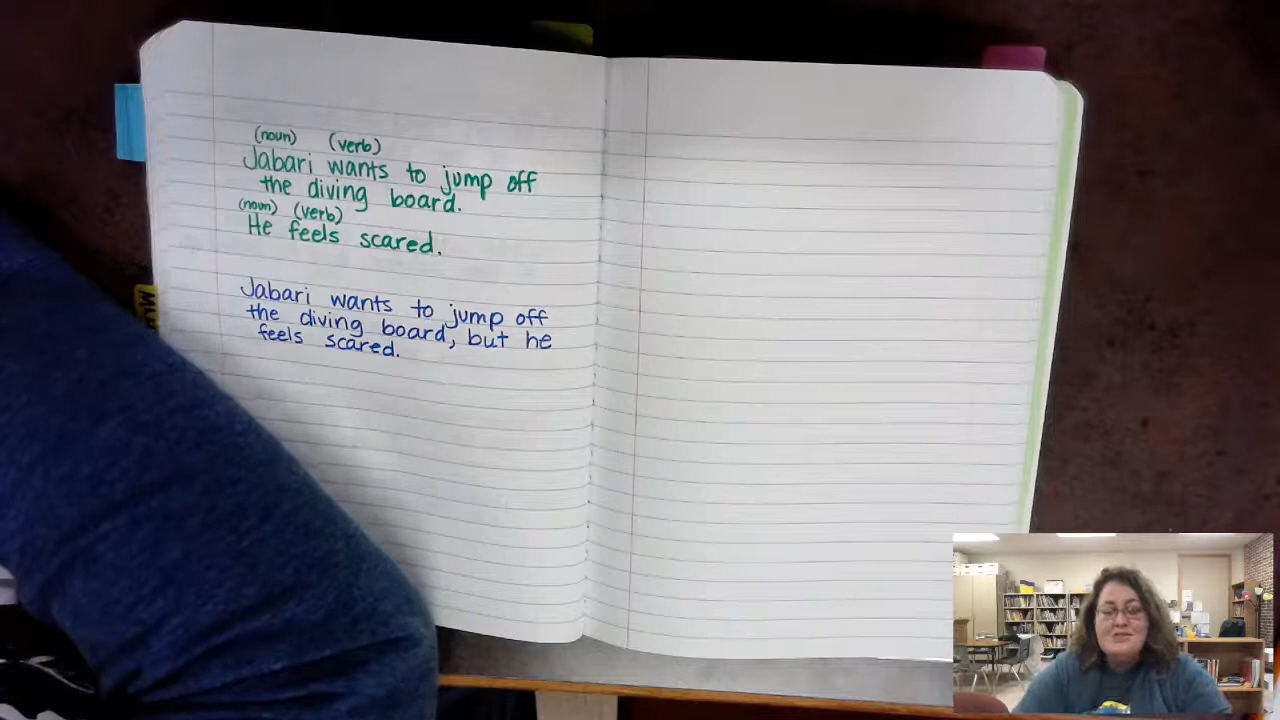 (noun) (verb)
Jabari wants to jump off
the diving board.
(noun) (verb)
He feels scared.
Jabari wants to jump off
the diving board, but he
feels scared.